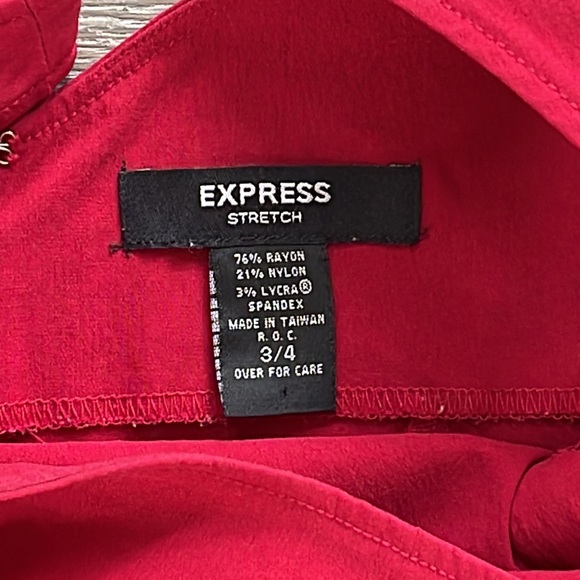 EXPRESS
STRETCH
76% RAYON
21% NYLON
3% LYCRA®
SPANDEX
MADE IN TAIWAN
R. O. C.
3/4
OVER FOR CARE